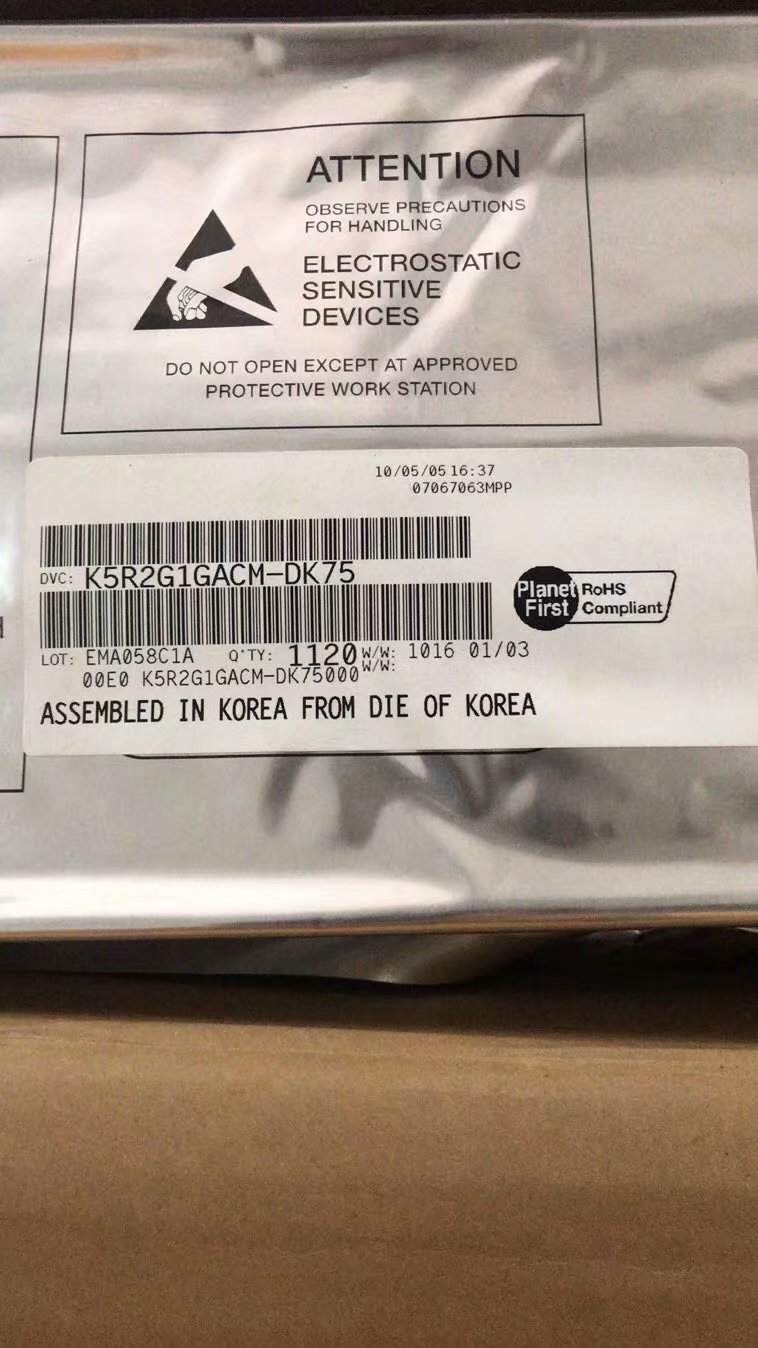 ATTENTION
OBSERVE PRECAUTIONS
FOR HANDLING
ELECTROSTATIC
SENSITIVE
DEVICES
DO NOT OPEN EXCEPT AT APPROVED
PROTECTIVE WORK STATION
10/05/05 16:37
07067063MPP
DVC: K5R2G1GACM-DK75
Planet First RoHS Compliant
LOT: EMA058C1A Q'TY: 1120 W/W: 1016 01/03
W/W:
00E0 K5R2G1GACM-DK75000
ASSEMBLED IN KOREA FROM DIE OF KOREA